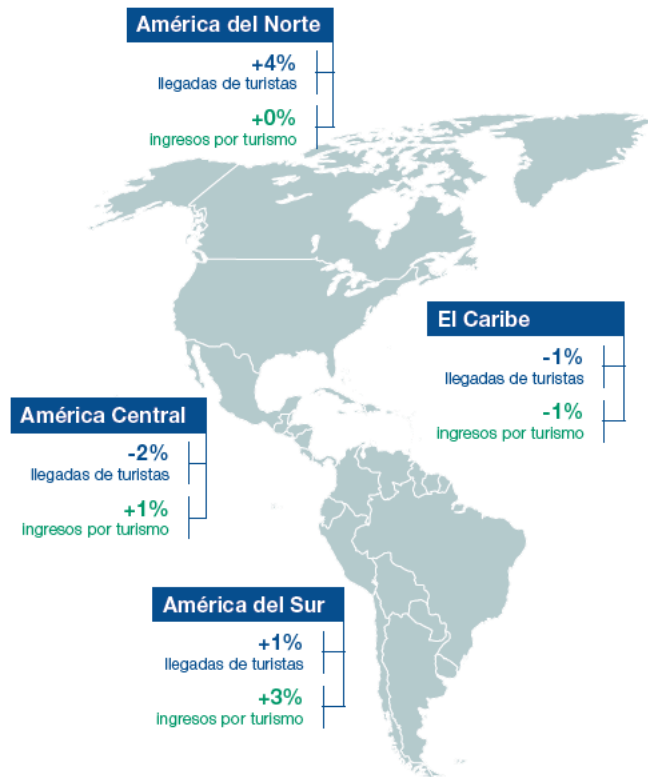 América del Norte
+4%
llegadas de turistas
+0%
ingresos por turismo
El Caribe
-1%
llegadas de turistas
-1%
ingresos por turismo
América Central
-2%
llegadas de turistas
+1%
ingresos por turismo
América del Sur
+1%
llegadas de turistas
+3%
ingresos por turismo